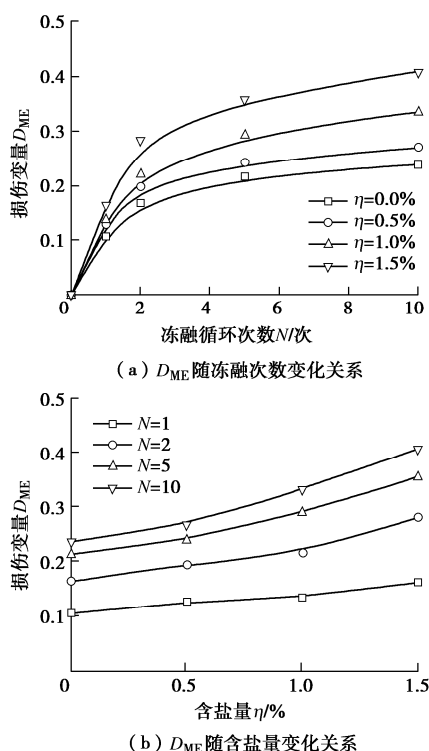 0.5
0.4
0.3
0.2
0.1
损伤变量D_ME
η=0.0%
η=0.5%
η=1.0%
η=1.5%
0 2 4 6 8 10
冻融循环次数N/次
(a) D_ME随冻融次数变化关系
0.5
0.4
0.3
0.2
0.1
损伤变量D_ME
N=1
N=2
N=5
N=10
0 0.5 1.0 1.5
含盐量η/%
(b) D_ME随含盐量变化关系